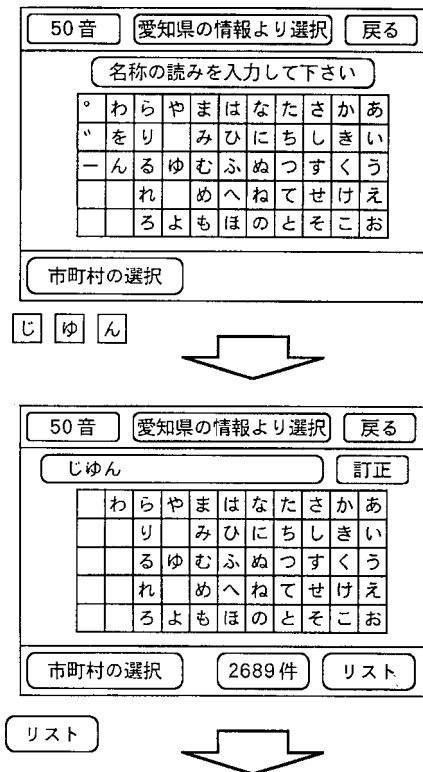 50音 愛知県の情報より選択 戻る
名称の読みを入力して下さい
゜ わ ら や ま は な た さ か あ
゛ を り み ひ に ち し き い
ー ん る ゆ む ふ ぬ つ す く う
れ め へ ね て せ け え
ろ よ も ほ の と そ こ お
市町村の選択
じ ゆ ん
50音 愛知県の情報より選択 戻る
じゆん 訂正
わ ら や ま は な た さ か あ
り み ひ に ち し き い
る ゆ む ふ ぬ つ す く う
れ め へ ね て せ け え
ろ よ も ほ の と そ こ お
市町村の選択 2689件 リスト
リスト